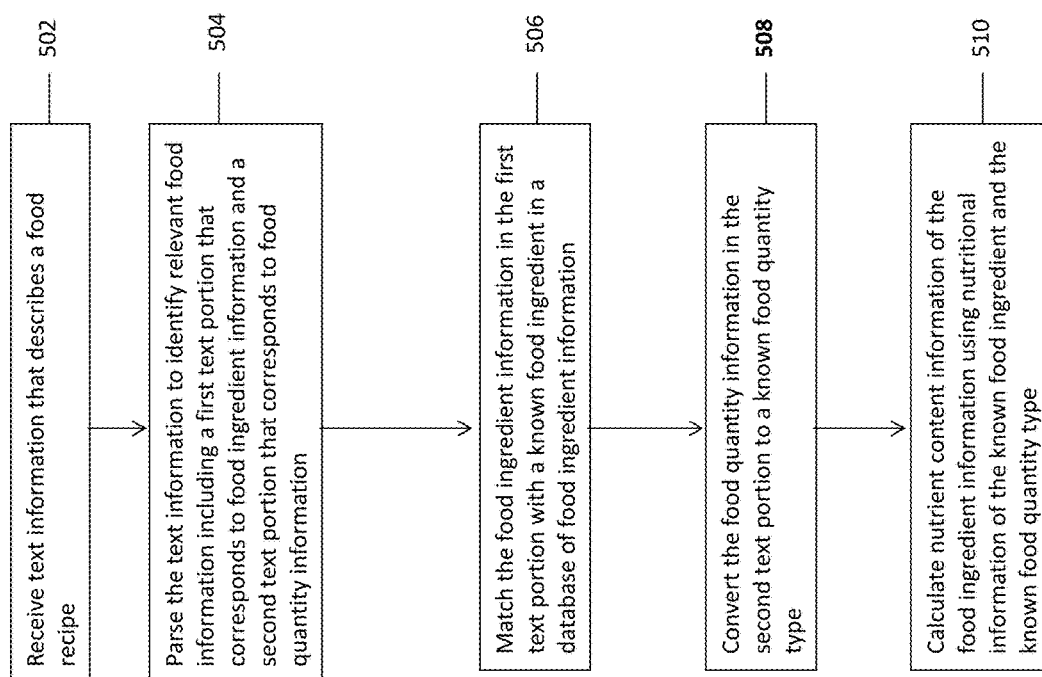 Receive text information that describes a food
recipe
502
Parse the text information to identify relevant food
information including a first text portion that
corresponds to food ingredient information and a
second text portion that corresponds to food
quantity information
504
Match the food ingredient information in the first
text portion with a known food ingredient in a
database of food ingredient information
506
Convert the food quantity information in the
second text portion to a known food quantity
type
508
Calculate nutrient content information of the
food ingredient information using nutritional
information of the known food ingredient and the
known food quantity type
510